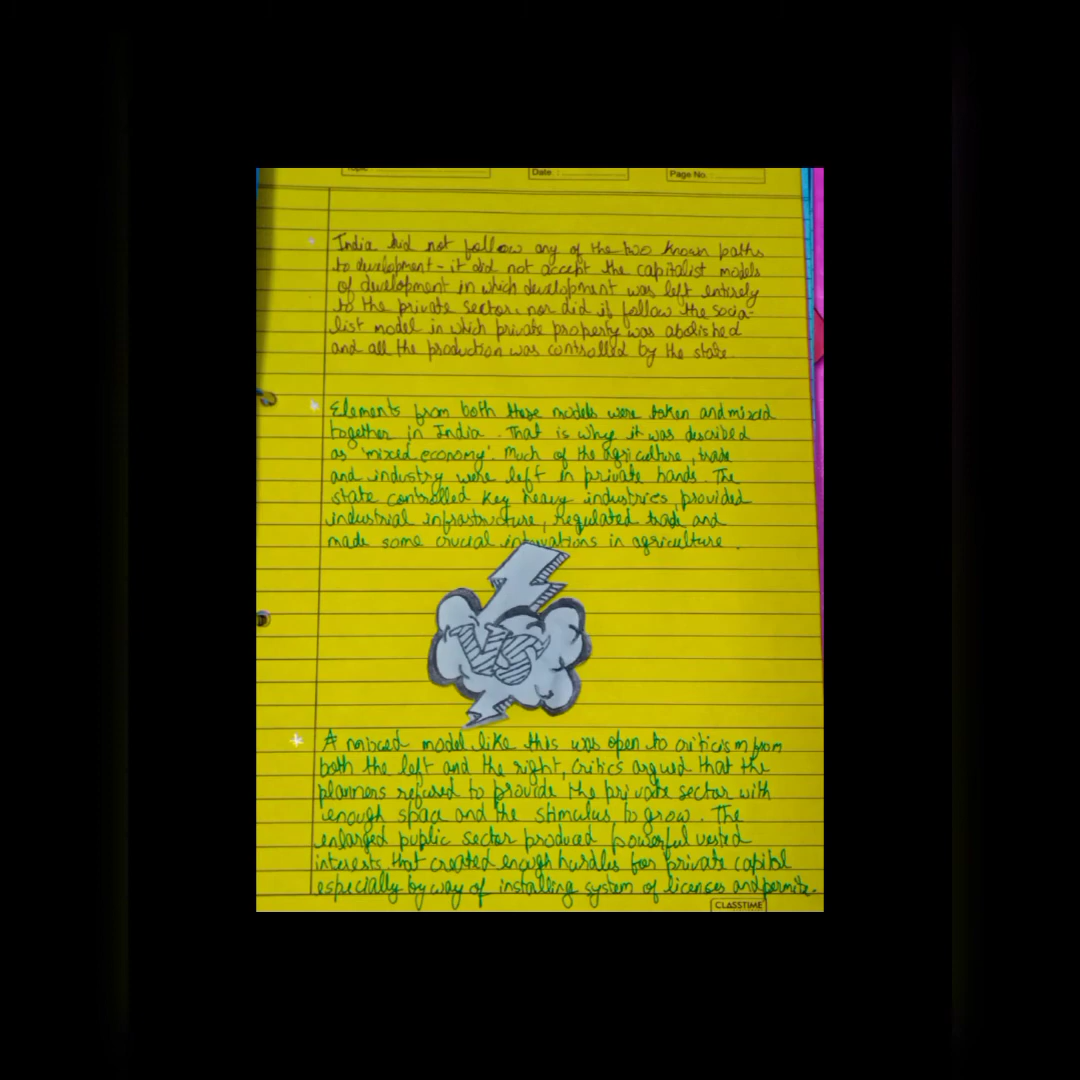 Topic
Date :
Page No.
India did not follow any of the two known paths
to development - it did not accept the capitalist models
of development in which development was left entirely
to the private sector, nor did it follow the socia-
list model in which private property was abolished
and all the production was controlled by the state.
Elements from both these models were taken and mixed
together in India. That is why it was described
as 'mixed economy'. Much of the agriculture, trade
and industry were left in private hands. The
state controlled key heavy industries, provided
industrial infrastructure, regulated trade and
made some crucial in agriculture.
VS
A mixed model like this was open to criticism from
both the left and the right, critics argued that the
planners refused to provide the private sector with
enough space and the stimulus to grow. The
enlarged public sector produced powerful vested
interests that created enough hurdles for private capital
especially by way of installing system of licenses and permits.
CLASSTIME